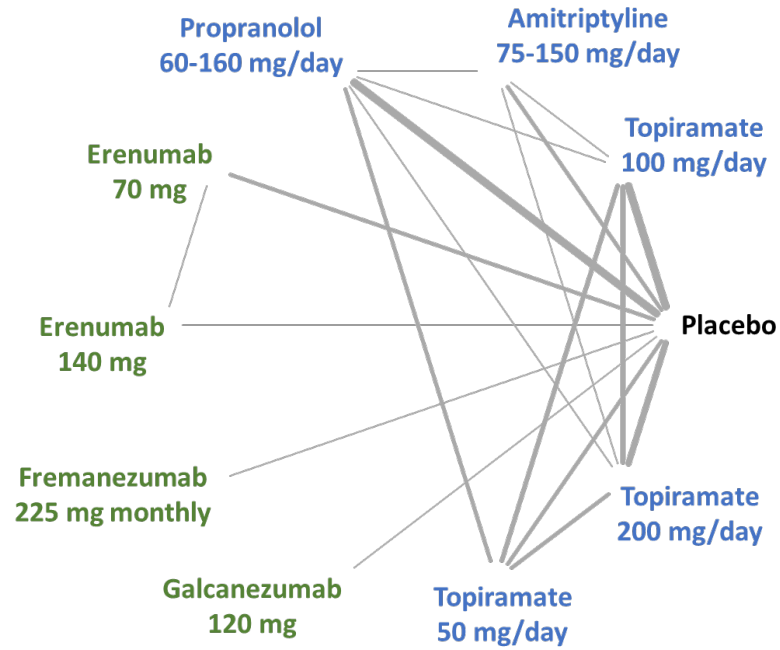 Propranolol
60-160 mg/day
Amitriptyline
75-150 mg/day
Topiramate
100 mg/day
Erenumab
70 mg
Placebo
Erenumab
140 mg
Fremanezumab
225 mg monthly
Topiramate
200 mg/day
Galcanezumab
120 mg
Topiramate
50 mg/day